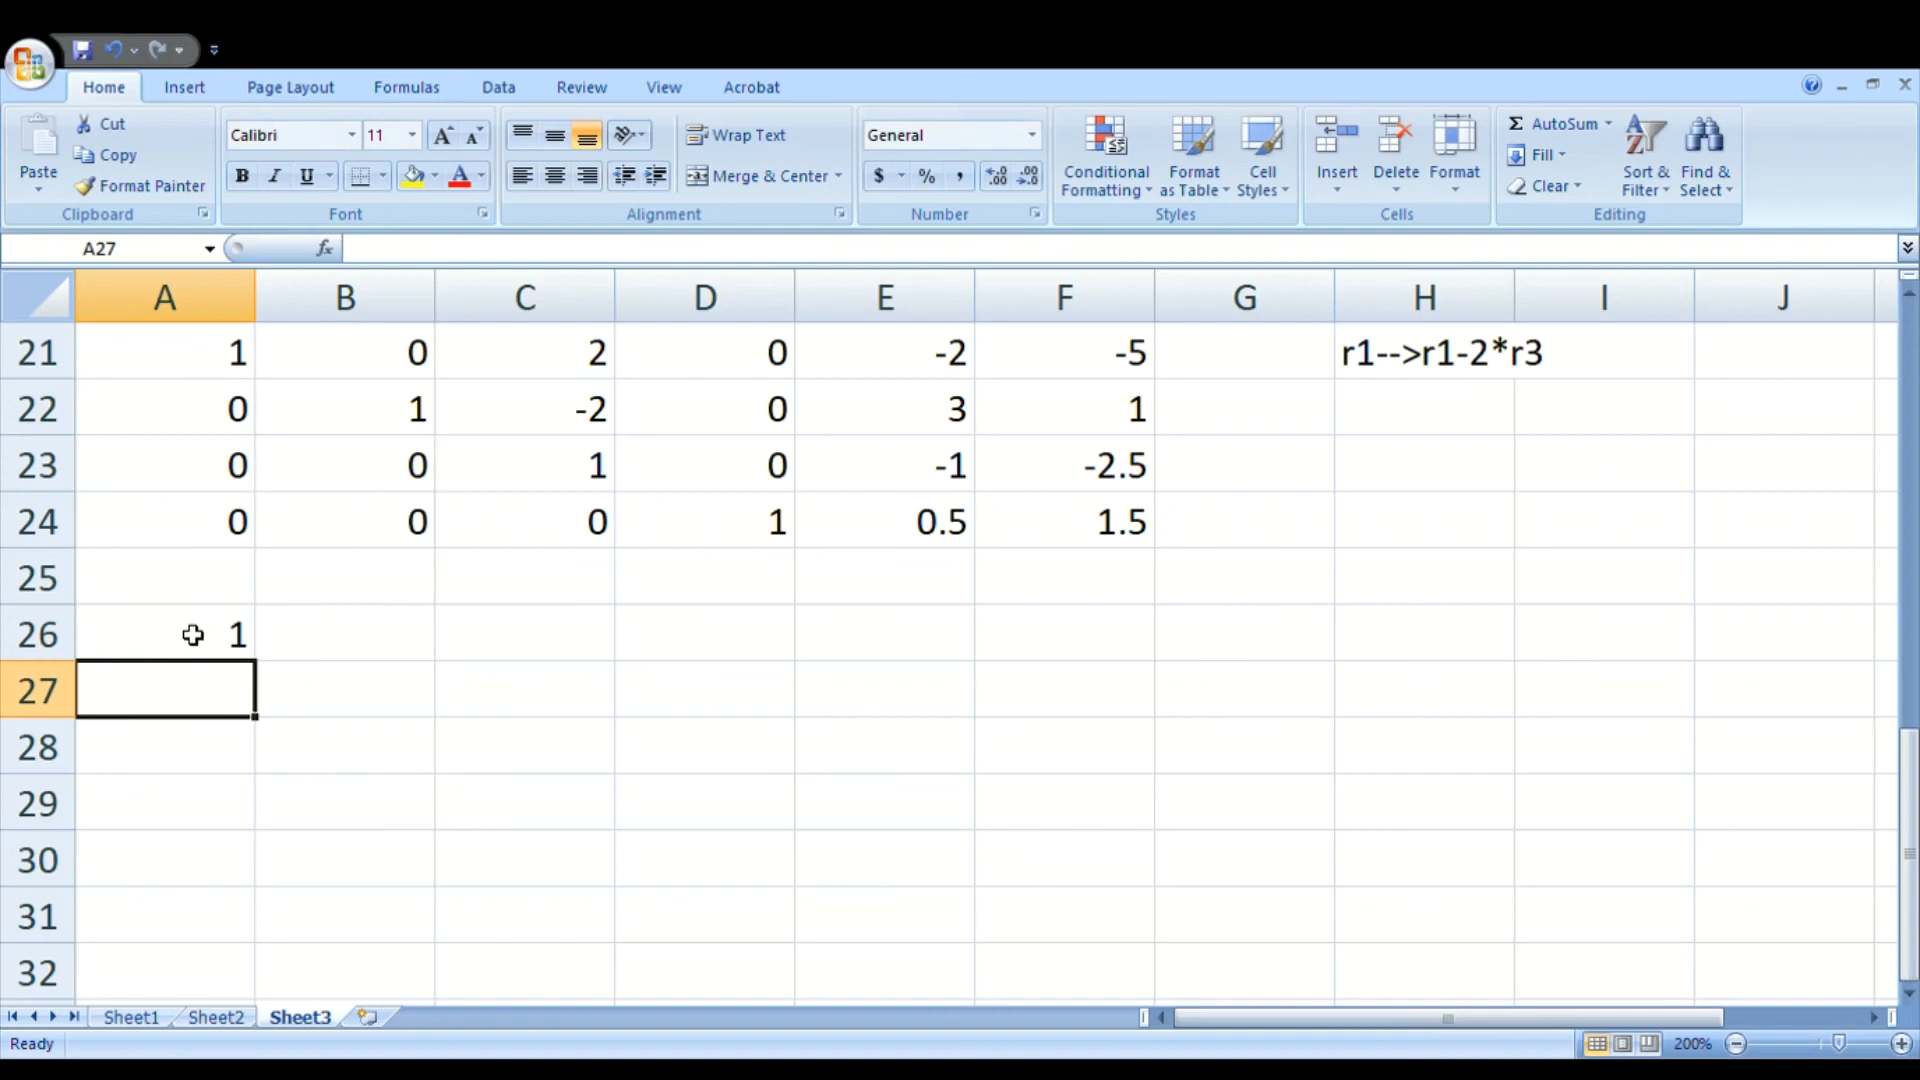 Home Insert Page Layout Formulas Data Review View Acrobat
Paste
Cut
Copy
Format Painter
Clipboard
Calibri 11
A A
B I U A
Font
Wrap Text
Merge & Center
Alignment
General
$ % , .00 .00
Number
Conditional Formatting
Format as Table
Cell Styles
Styles
Insert Delete Format
Cells
Σ AutoSum
Fill
Clear
Sort & Filter
Find & Select
Editing
A27 fx
A B C D E F G H I J
21 1 0 2 0 -2 -5 r1-->r1-2*r3
22 0 1 -2 0 3 1
23 0 0 1 0 -1 -2.5
24 0 0 0 1 0.5 1.5
25
26 1
27
28
29
30
31
32
Sheet1 Sheet2 Sheet3
Ready 200%